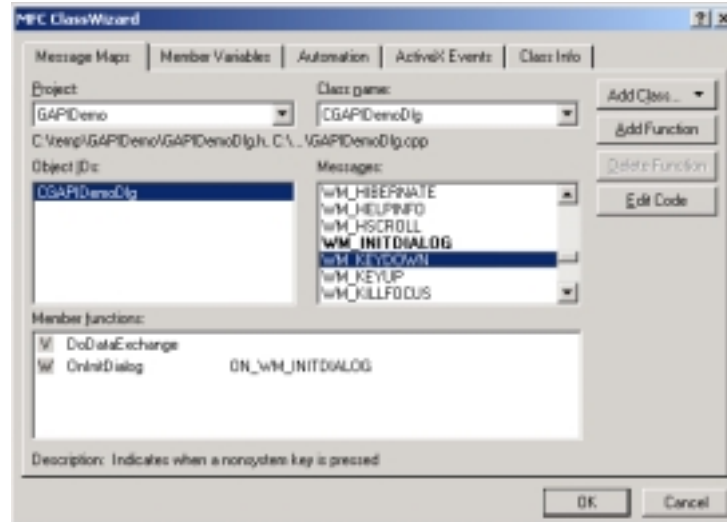 MFC ClassWizard
Message Maps Member Variables Automation ActiveX Events Class Info
Project:
GAPIDemo
Class name:
CGAPIDemoDlg
Add Class...
C:\temp\GAPIDemo\GAPIDemoDlg.h, C:\...\GAPIDemoDlg.cpp
Add Function
Object IDs:
CGAPIDemoDlg
Messages:
WM_HIBERNATE
WM_HELPINFO
WM_HSCROLL
WM_INITDIALOG
WM_KEYDOWN
WM_KEYUP
WM_KILLFOCUS
Delete Function
Edit Code
Member functions:
V DoDataExchange
W OnInitDialog ON_WM_INITDIALOG
Description: Indicates when a nonsystem key is pressed
OK Cancel